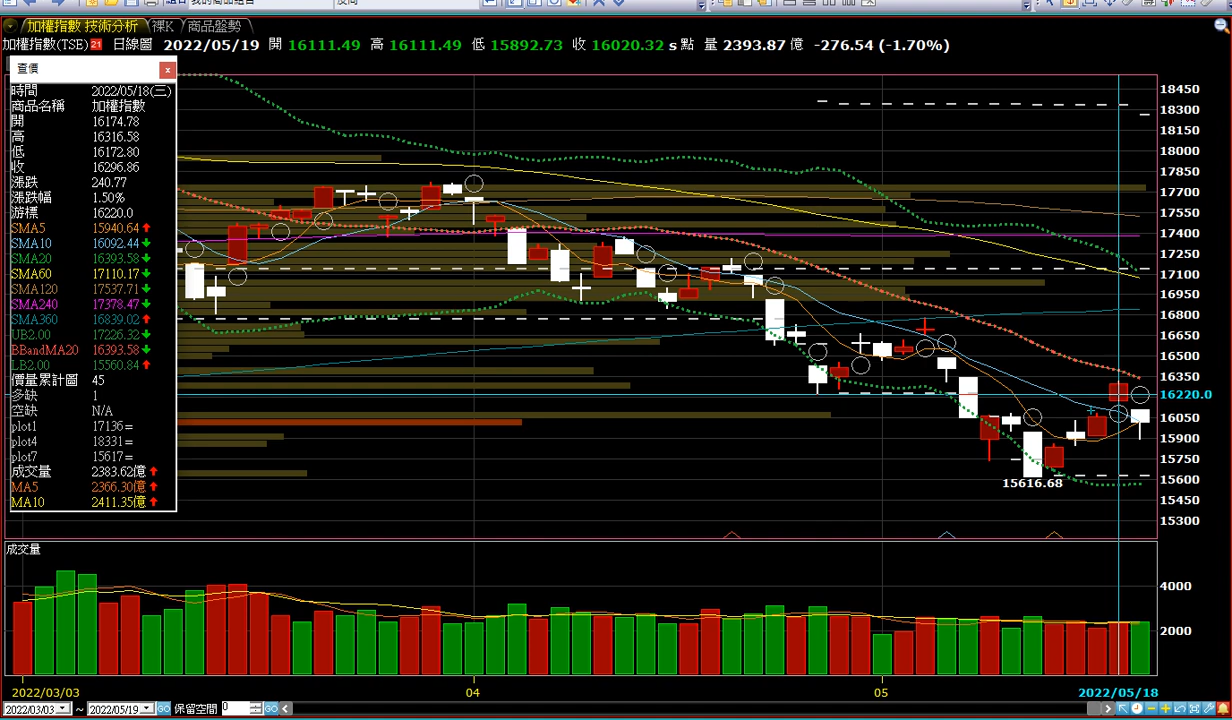 我的商品組合
加權指數 技術分析 裸K 商品盤勢
加權指數(TSE) 21 日線圖 2022/05/19 開 16111.49 高 16111.49 低 15892.73 收 16020.32 s 點 量 2393.87 億 -276.54 (-1.70%)
查價 x
時間 2022/05/18(三)
商品名稱 加權指數
開 16174.78
高 16316.58
低 16172.80
收 16296.86
漲跌 240.77
漲跌幅 1.50%
游標 16220.0
SMA5 15940.64
SMA10 16092.44
SMA20 16393.58
SMA60 17110.17
SMA120 17537.71
SMA240 17378.47
SMA360 16839.02
UB2.00 17226.32
BBandMA20 16393.58
LB2.00 15560.84
價量累計圖 45
多缺 1
空缺 N/A
plot1 17136=
plot4 18331=
plot7 15617=
成交量 2383.62億
MA5 2366.30億
MA10 2411.35億
18450
18300
18150
18000
17850
17700
17550
17400
17250
17100
16950
16800
16650
16500
16350
16220.0
16050
15900
15750
15600
15450
15300
15616.68
成交量
4000
2000
2022/03/03 04 05 2022/05/18
2022/03/03 ~ 2022/05/19 GO 保留空間 0 GO